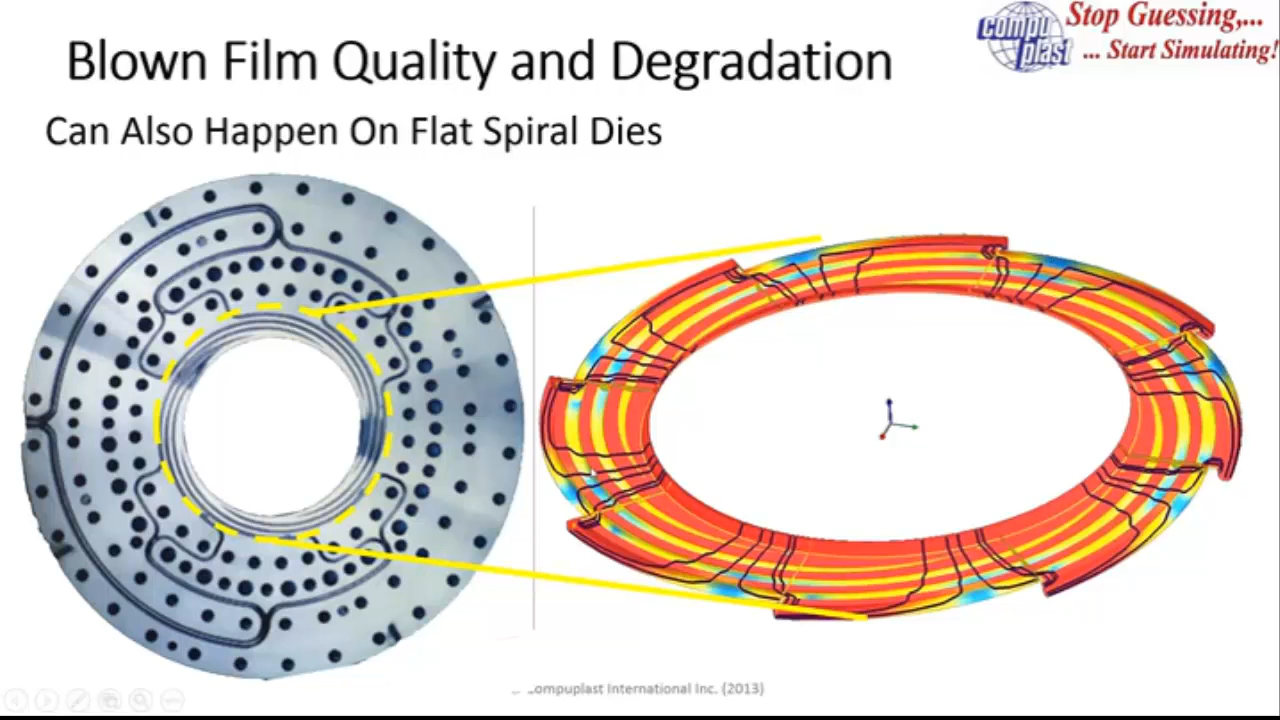 Blown Film Quality and Degradation
Can Also Happen On Flat Spiral Dies
compu
plast
Stop Guessing,...
... Start Simulating!
Compuplast International Inc. (2013)